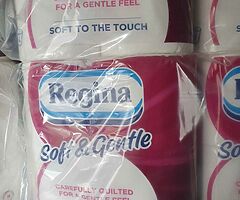 FOR A GENTLE FEEL
SOFT TO THE TOUCH
Regina
Soft & Gentle
CAREFULLY QUILTED
FOR A GENTLE FEEL